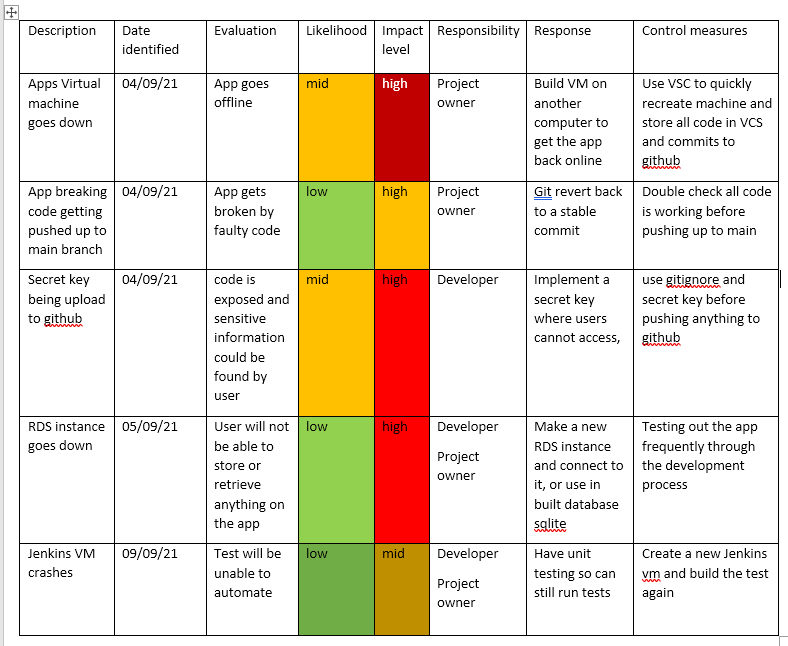 Description
Date
identified
Evaluation
Likelihood
Impact
level
Responsibility
Response
Control measures
Apps Virtual
machine
goes down
04/09/21
App goes
offline
mid
high
Project
owner
Build VM on
another
computer to
get the app
back online
Use VSC to quickly
recreate machine and
store all code in VCS
and commits to
github
App breaking
code getting
pushed up to
main branch
04/09/21
App gets
broken by
faulty code
low
high
Project
owner
Git revert back
to a stable
commit
Double check all code
is working before
pushing up to main
Secret key
being upload
to github
04/09/21
code is
exposed and
sensitive
information
could be
found by
user
mid
high
Developer
Implement a
secret key
where users
cannot access,
use gitignore and
secret key before
pushing anything to
github
RDS instance
goes down
05/09/21
User will not
be able to
store or
retrieve
anything on
the app
low
high
Developer
Project
owner
Make a new
RDS instance
and connect to
it, or use in
built database
sqlite
Testing out the app
frequently through
the development
process
Jenkins VM
crashes
09/09/21
Test will be
unable to
automate
low
mid
Developer
Project
owner
Have unit
testing so can
still run tests
Create a new Jenkins
vm and build the test
again